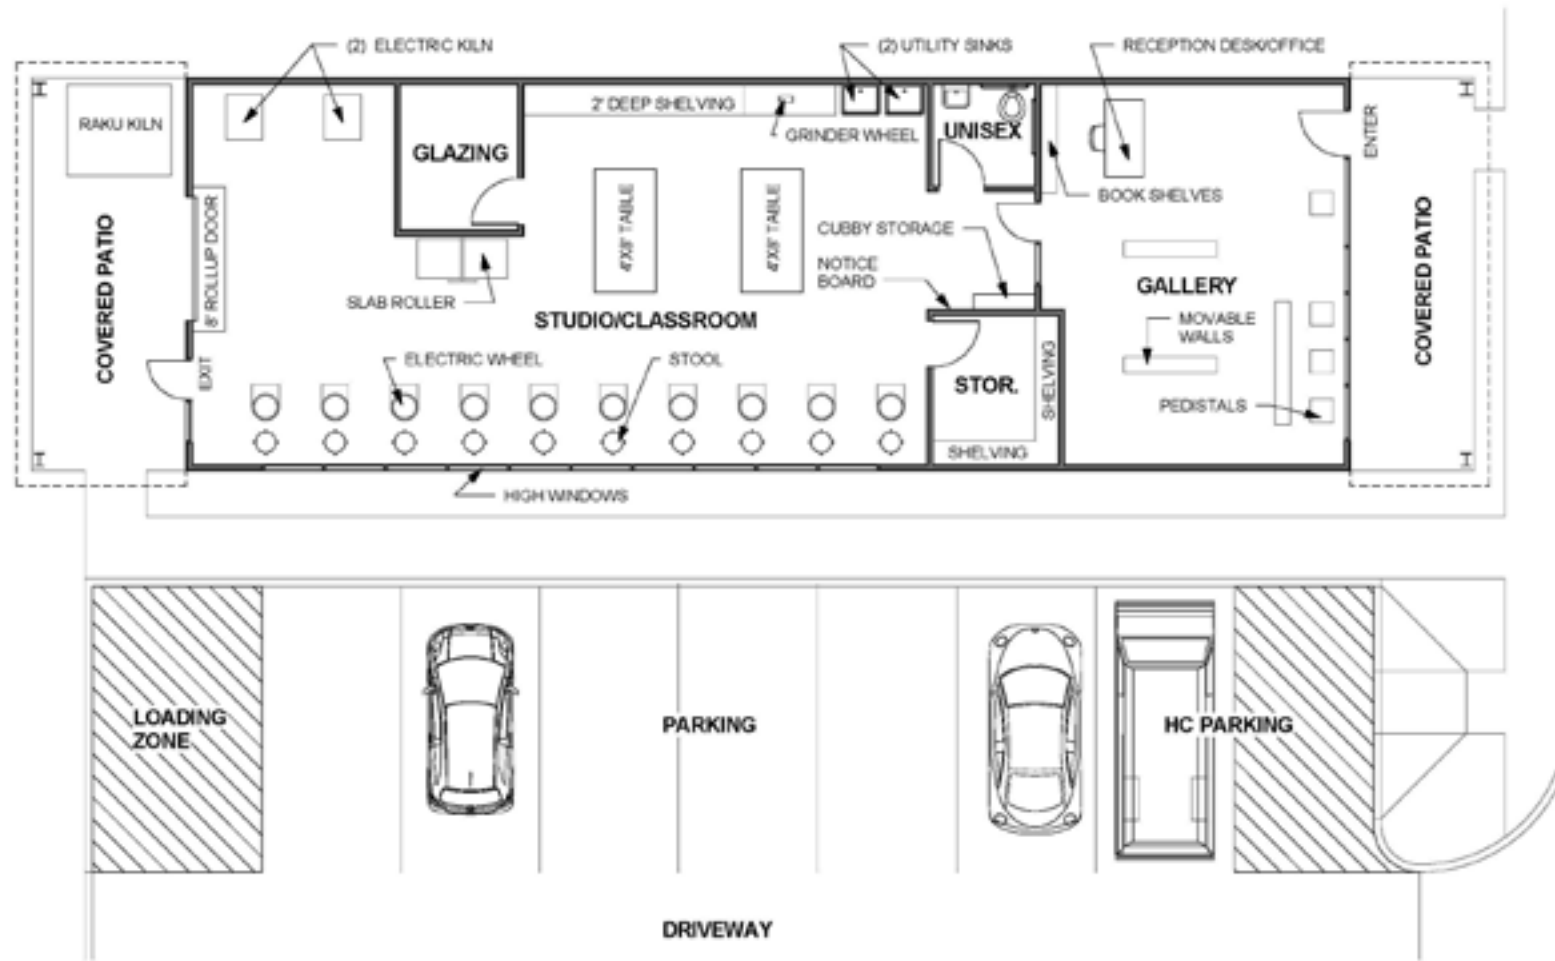 (2) ELECTRIC KILN
(2) UTILITY SINKS
RECEPTION DESK/OFFICE
RAKU KILN
2' DEEP SHELVING
GRINDER WHEEL
GLAZING
UNISEX
ENTER
BOOK SHELVES
COVERED PATIO
8' ROLLUP DOOR
4'X8' TABLE
4'X8' TABLE
CUBBY STORAGE
NOTICE
BOARD
COVERED PATIO
SLAB ROLLER
STUDIO/CLASSROOM
GALLERY
MOVABLE
WALLS
EXIT
ELECTRIC WHEEL
STOOL
STOR.
SHELVING
PEDISTALS
SHELVING
HIGH WINDOWS
LOADING
ZONE
PARKING
HC PARKING
DRIVEWAY